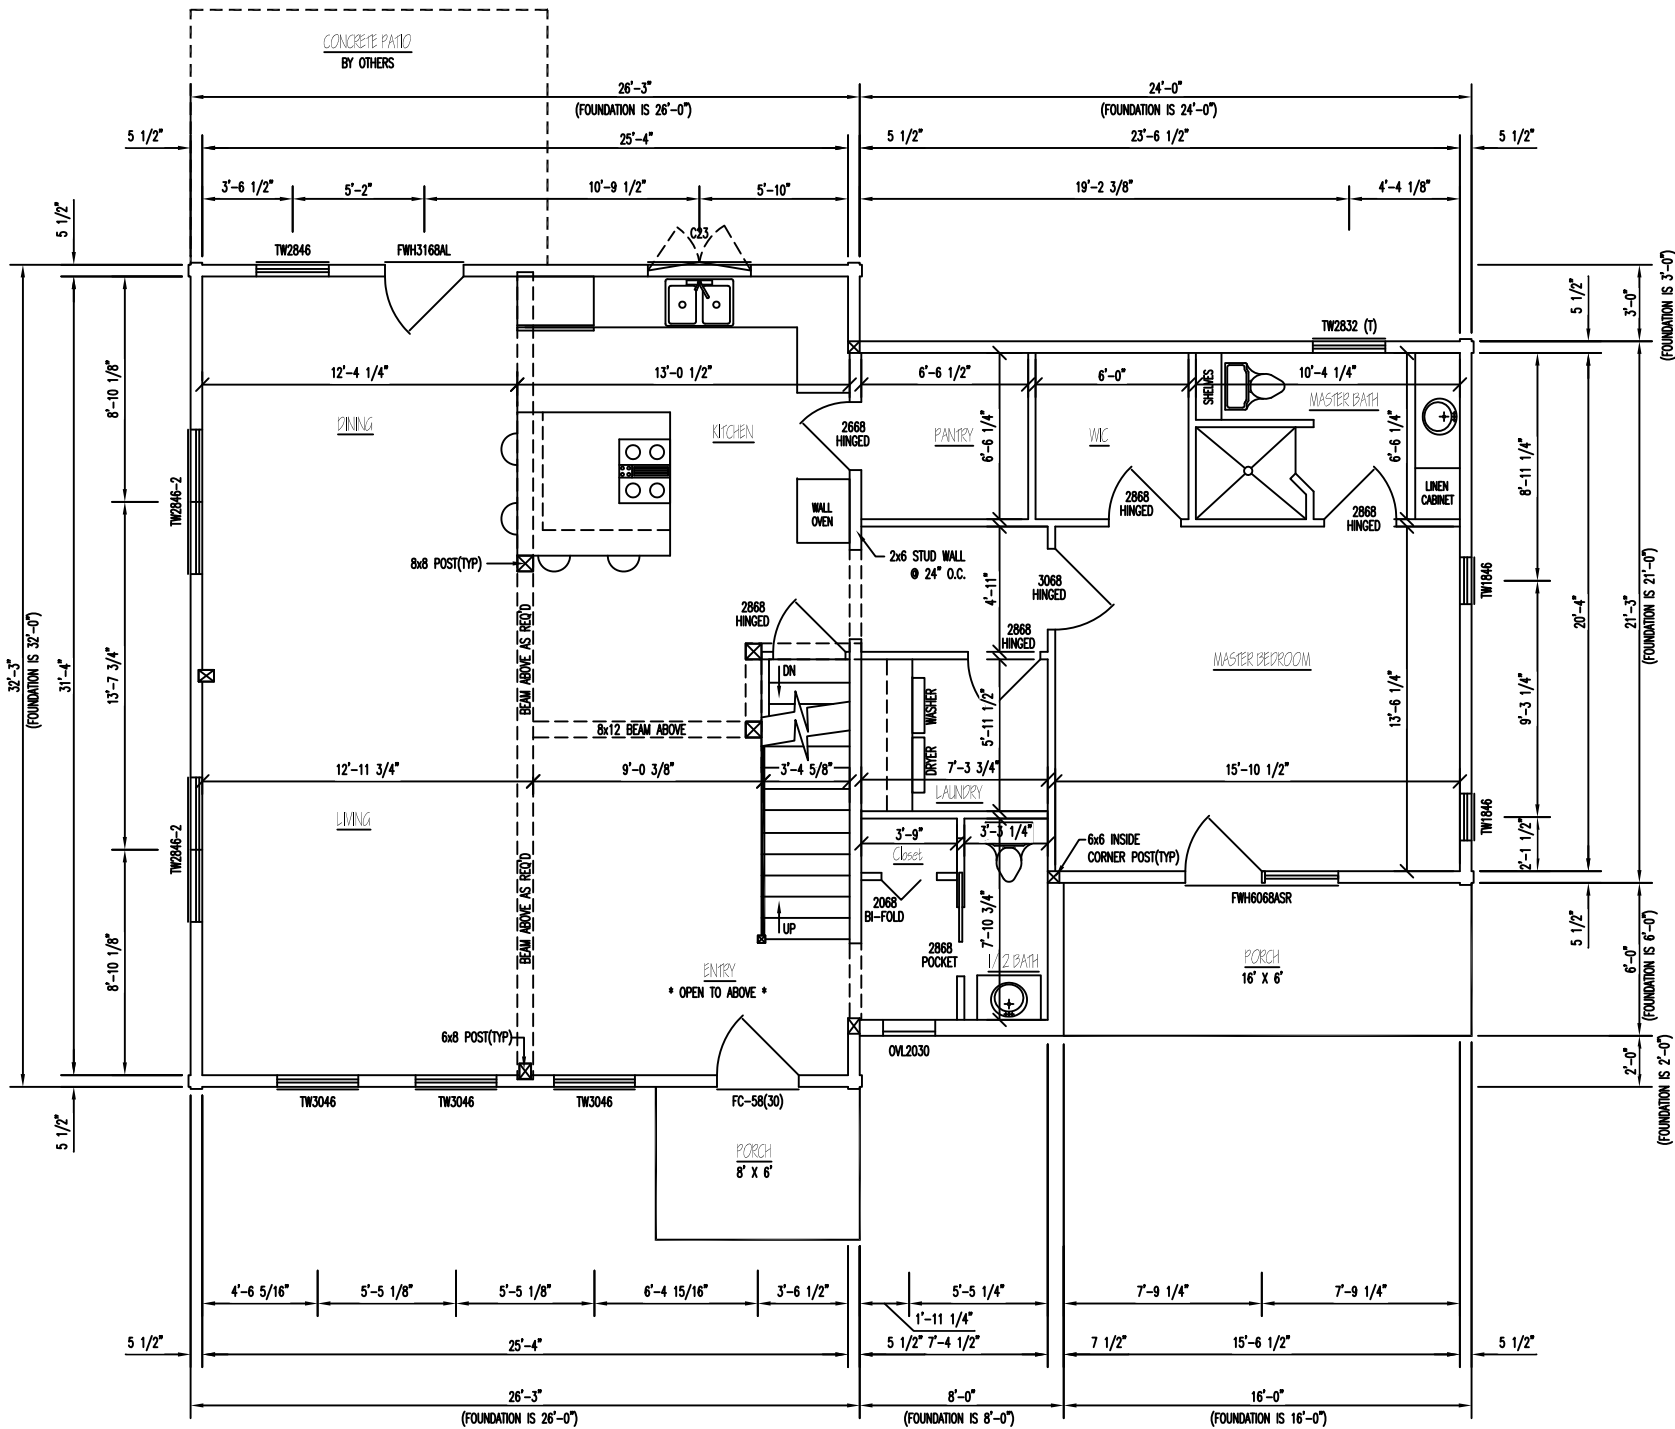 CONCRETE PATIO
BY OTHERS
26'-3"
(FOUNDATION IS 26'-0")
24'-0"
(FOUNDATION IS 24'-0")
5 1/2"
25'-4"
5 1/2"
23'-6 1/2"
5 1/2"
3'-6 1/2"
5'-2"
10'-9 1/2"
5'-10"
19'-2 3/8"
4'-4 1/8"
5 1/2"
TW2846
FWH3168AL
C23
TW2832 (T)
5 1/2"
3'-0"
(FOUNDATION IS 3'-0")
12'-4 1/4"
13'-0 1/2"
6'-6 1/2"
6'-0"
SHELVES
10'-4 1/4"
MASTER BATH
8'-10 1/8"
DINING
KITCHEN
2668
HINGED
PANTRY
6'-6 1/4"
WIC
6'-6 1/4"
8'-11 1/4"
TW2846-2
WALL
OVEN
2868
HINGED
2868
HINGED
LINEN
CABINET
8x8 POST(TYP)
2x6 STUD WALL
@ 24" O.C.
4'-11"
3068
HINGED
TW1846
20'-4"
21'-3"
(FOUNDATION IS 21'-0")
2868
HINGED
2868
HINGED
BEAM ABOVE AS REQ'D
32'-3"
(FOUNDATION IS 32'-0")
31'-4"
13'-7 3/4"
DN
MASTER BEDROOM
13'-6 1/4"
9'-3 1/4"
8x12 BEAM ABOVE
WASHER
5'-11 1/2"
DRYER
12'-11 3/4"
9'-0 3/8"
3'-4 5/8"
7'-3 3/4"
15'-10 1/2"
LAUNDRY
LIVING
TW2846-2
3'-9"
3'-3 1/4"
6x6 INSIDE
CORNER POST(TYP)
TW1846
2'-1 1/2"
Closet
BEAM ABOVE AS REQ'D
2068
BI-FOLD
7'-10 3/4"
FWH6068ASR
UP
2868
POCKET
1/2 BATH
8'-10 1/8"
ENTRY
* OPEN TO ABOVE *
PORCH
16' X 6'
5 1/2"
6'-0"
(FOUNDATION IS 6'-0")
6x8 POST(TYP)
OVL2030
2'-0"
(FOUNDATION IS 2'-0")
TW3046
TW3046
TW3046
FC-58(30)
5 1/2"
PORCH
8' X 6'
4'-6 5/16"
5'-5 1/8"
5'-5 1/8"
6'-4 15/16"
3'-6 1/2"
5'-5 1/4"
7'-9 1/4"
7'-9 1/4"
1'-11 1/4"
5 1/2"
25'-4"
5 1/2"
7'-4 1/2"
7 1/2"
15'-6 1/2"
5 1/2"
26'-3"
(FOUNDATION IS 26'-0")
8'-0"
(FOUNDATION IS 8'-0")
16'-0"
(FOUNDATION IS 16'-0")